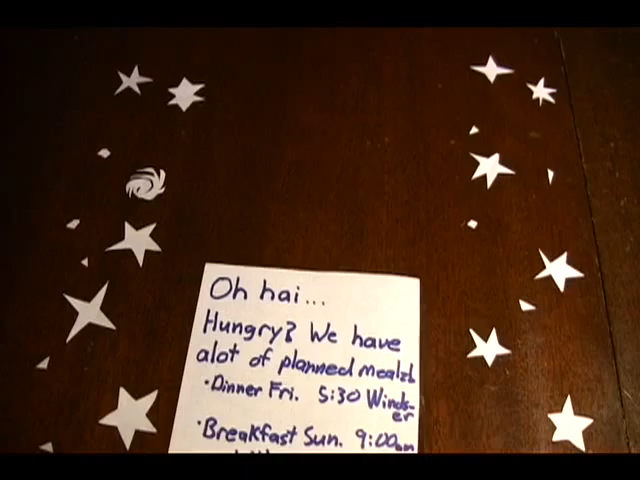 Oh hai...
Hungry? We have
alot of planned meals!
•Dinner Fri. 5:30 Winds-
er
•Breakfast Sun. 9:00am